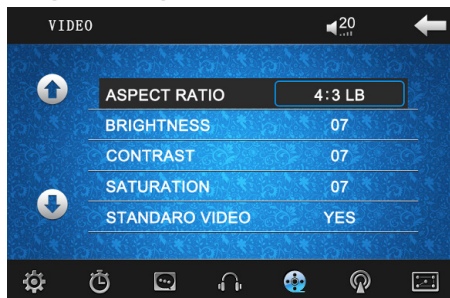 VIDEO 20
ASPECT RATIO 4:3 LB
BRIGHTNESS 07
CONTRAST 07
SATURATION 07
STANDARO VIDEO YES